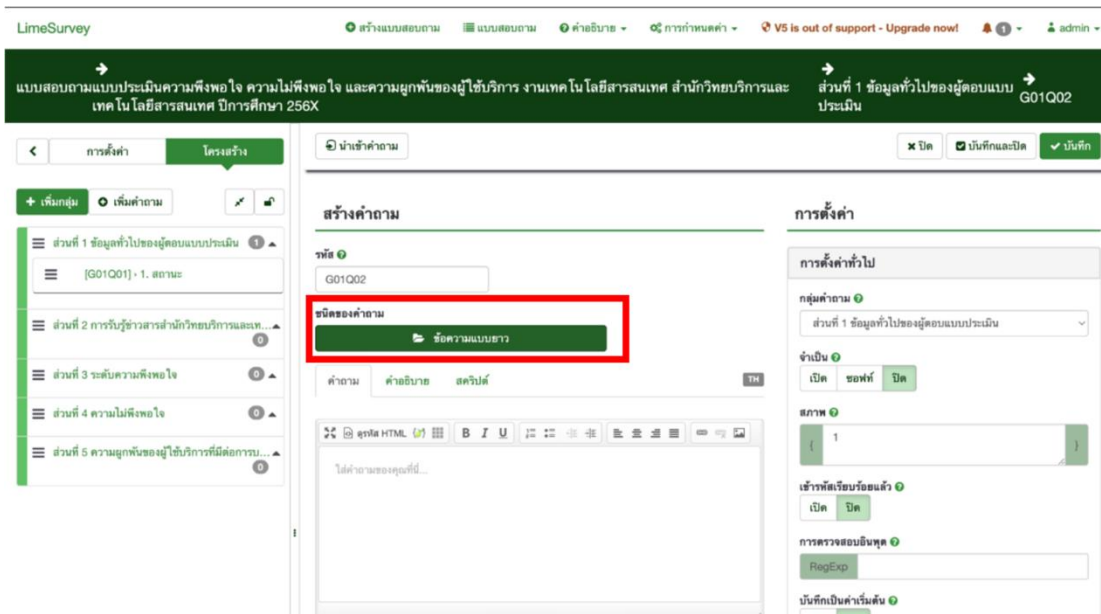 LimeSurvey
สร้างแบบสอบถาม
แบบสอบถาม
คำอธิบาย
การกำหนดค่า
V5 is out of support - Upgrade now!
1
admin
แบบสอบถามแบบประเมินความพึงพอใจ ความไม่พึงพอใจ และความผูกพันของผู้ใช้บริการ งานเทคโนโลยีสารสนเทศ สำนักวิทยบริการและ
เทคโนโลยีสารสนเทศ ปีการศึกษา 256X
ส่วนที่ 1 ข้อมูลทั่วไปของผู้ตอบแบบ
ประเมิน
G01Q02
การตั้งค่า
โครงสร้าง
นำเข้าคำถาม
ปิด
บันทึกและปิด
บันทึก
เพิ่มกลุ่ม
เพิ่มคำถาม
ส่วนที่ 1 ข้อมูลทั่วไปของผู้ตอบแบบประเมิน 1
[G01Q01] › 1. สถานะ
ส่วนที่ 2 การรับรู้ข่าวสารสำนักวิทยบริการและเท...
0
ส่วนที่ 3 ระดับความพึงพอใจ 0
ส่วนที่ 4 ความไม่พึงพอใจ 0
ส่วนที่ 5 ความผูกพันของผู้ใช้บริการที่มีต่อการบ...
0
สร้างคำถาม
รหัส
G01Q02
ชนิดของคำถาม
ข้อความแบบยาว
คำถาม
คำอธิบาย
สคริปต์
TH
ดูรหัส HTML
B I U
ใส่คำถามของคุณที่นี่...
การตั้งค่า
การตั้งค่าทั่วไป
กลุ่มคำถาม
ส่วนที่ 1 ข้อมูลทั่วไปของผู้ตอบแบบประเมิน
จำเป็น
เปิด ซอฟท์ ปิด
สภาพ
{ 1 }
เข้ารหัสเรียบร้อยแล้ว
เปิด ปิด
การตรวจสอบอินพุต
RegExp
บันทึกเป็นค่าเริ่มต้น